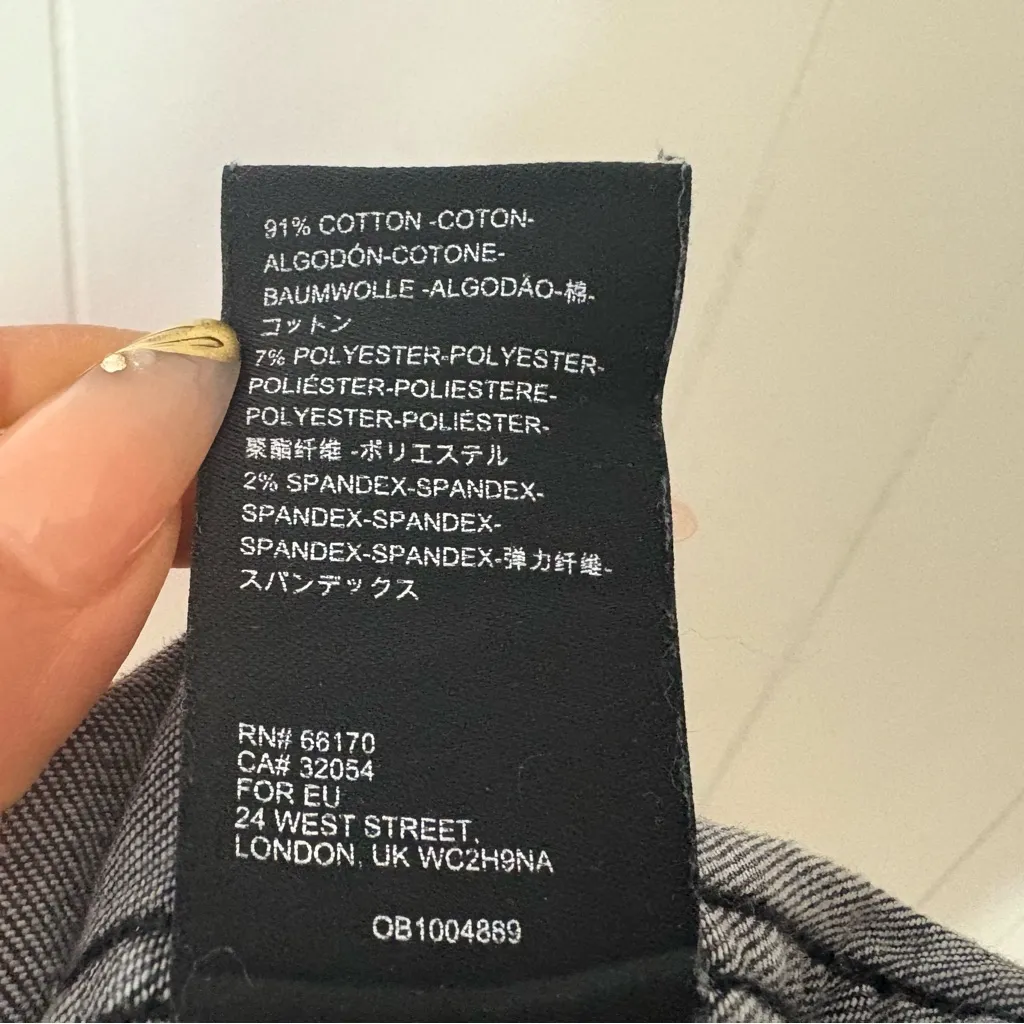 91% COTTON -COTON-
ALGODÓN-COTONE-
BAUMWOLLE -ALGODÃO-棉-
コットン
7% POLYESTER-POLYESTER-
POLIÉSTER-POLIESTERE-
POLYESTER-POLIÉSTER-
聚酯纤维 -ポリエステル
2% SPANDEX-SPANDEX-
SPANDEX-SPANDEX-
SPANDEX-SPANDEX-弹力纤维-
スパンデックス
RN# 66170
CA# 32054
FOR EU
24 WEST STREET,
LONDON, UK WC2H9NA
OB1004889